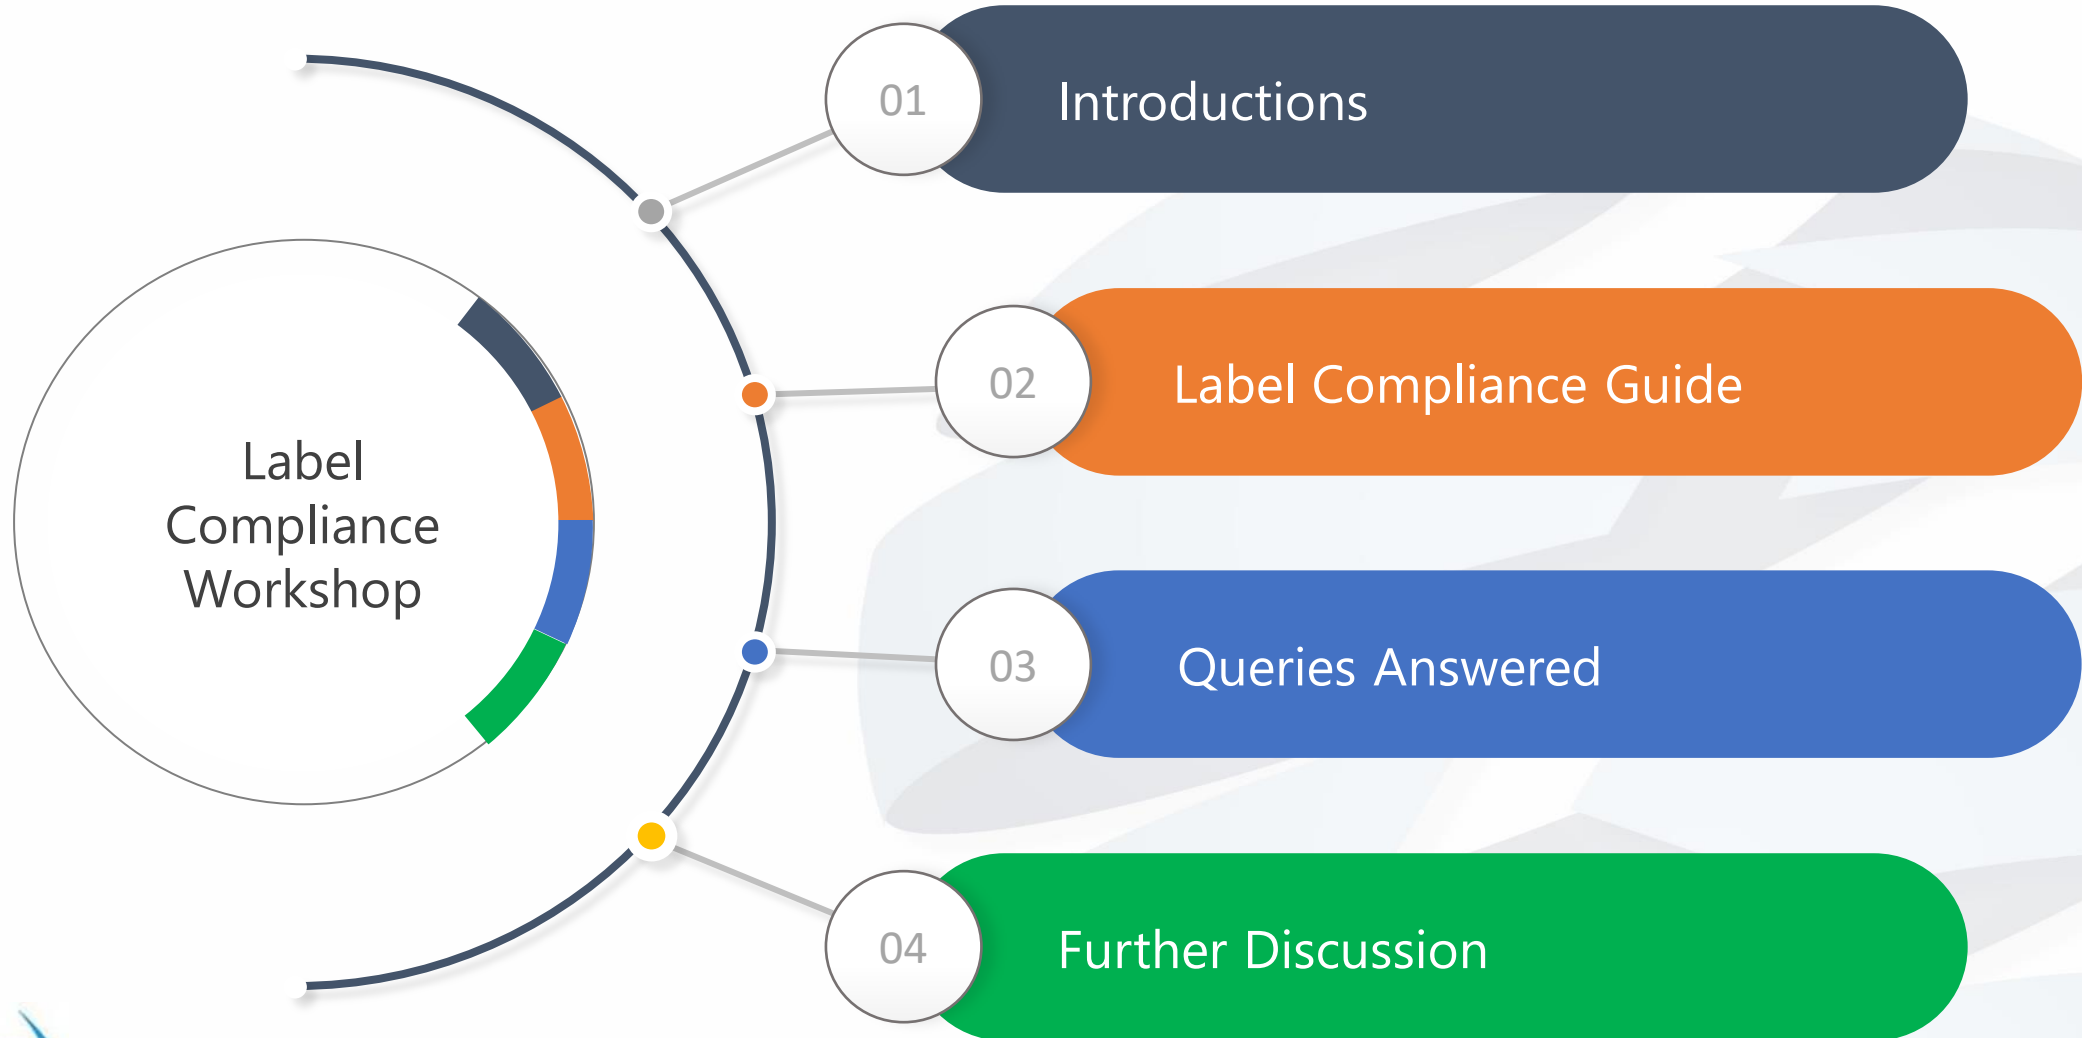 Label
Compliance
Workshop
01
Introductions
02
Label Compliance Guide
03
Queries Answered
04
Further Discussion